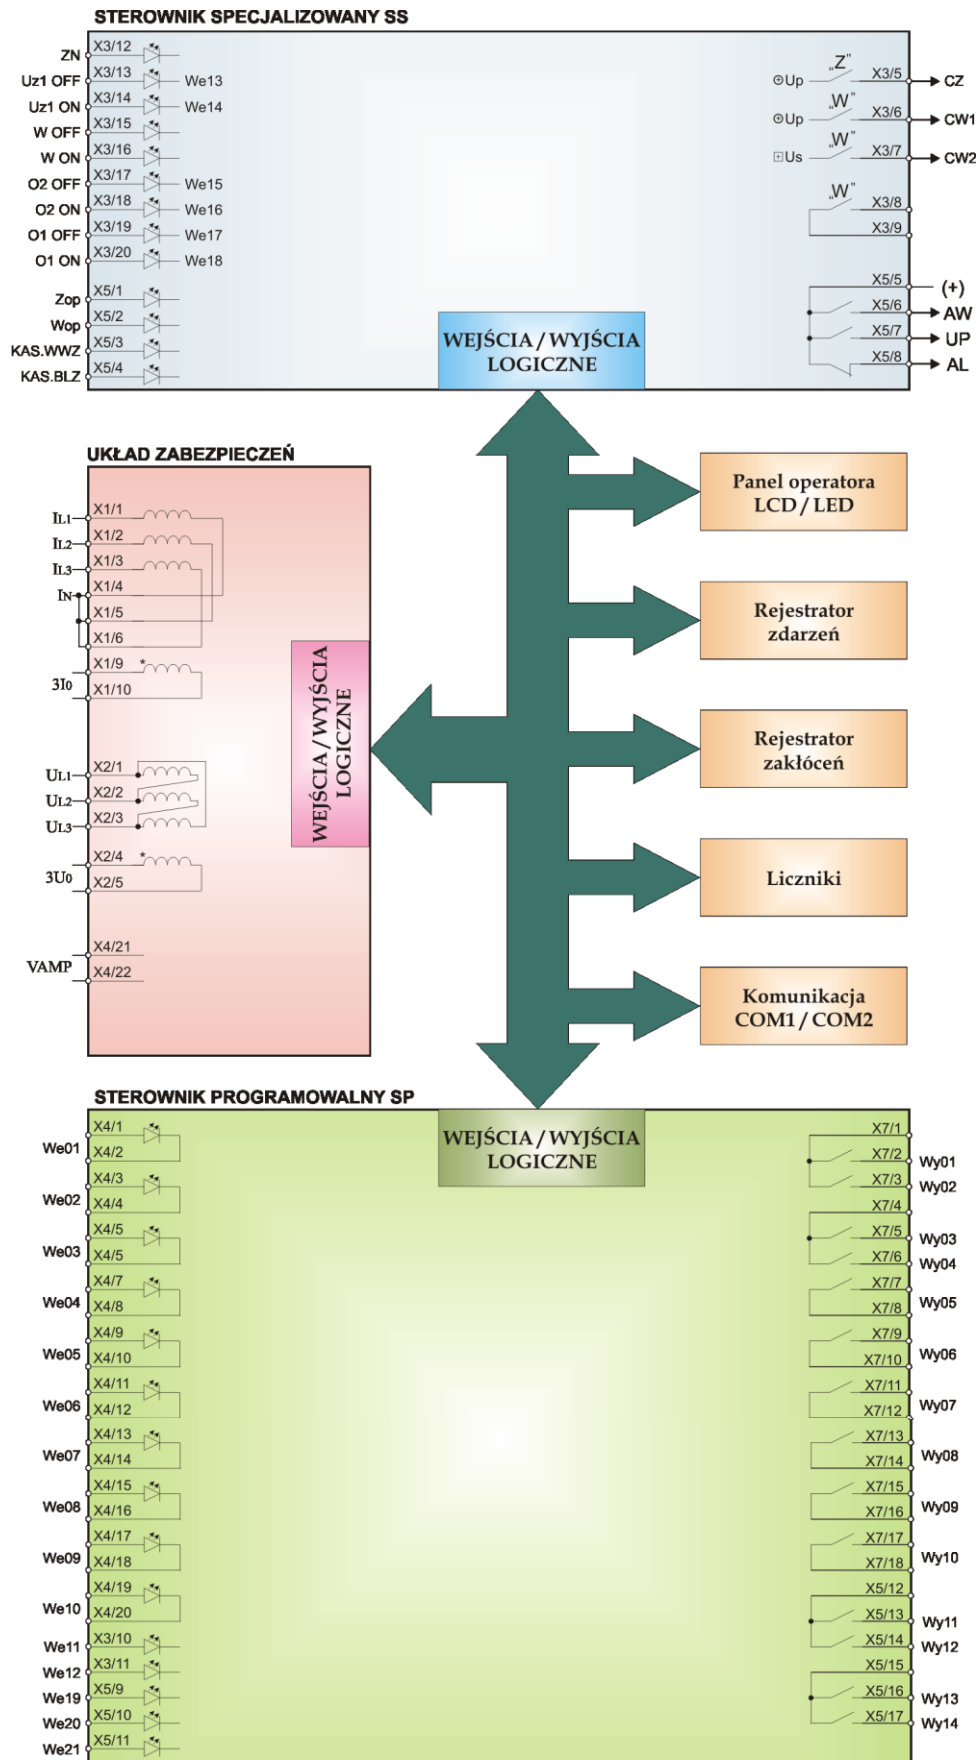 STEROWNIK SPECJALIZOWANY SS
ZN X3/12
Uz1 OFF X3/13 We13
Uz1 ON X3/14 We14
W OFF X3/15
W ON X3/16
O2 OFF X3/17 We15
O2 ON X3/18 We16
O1 OFF X3/19 We17
O1 ON X3/20 We18
Zop X5/1
Wop X5/2
KAS.WWZ X5/3
KAS.BLZ X5/4
⊕Up „Z" X3/5 CZ
⊕Up „W" X3/6 CW1
⊞Us „W" X3/7 CW2
„W" X3/8
X3/9
X5/5 (+)
X5/6 AW
X5/7 UP
X5/8 AL
WEJŚCIA / WYJŚCIA
LOGICZNE
UKŁAD ZABEZPIECZEŃ
IL1 X1/1
IL2 X1/2
IL3 X1/3
IN X1/4
X1/5
X1/6
X1/9 *
3I0
X1/10
UL1 X2/1
UL2 X2/2
UL3 X2/3
X2/4 *
3U0
X2/5
X4/21
VAMP
X4/22
WEJŚCIA / WYJŚCIA
LOGICZNE
Panel operatora
LCD / LED
Rejestrator
zdarzeń
Rejestrator
zakłóceń
Liczniki
Komunikacja
COM1 / COM2
STEROWNIK PROGRAMOWALNY SP
WEJŚCIA / WYJŚCIA
LOGICZNE
X4/1
We01
X4/2
X4/3
We02
X4/4
X4/5
We03
X4/5
X4/7
We04
X4/8
X4/9
We05
X4/10
X4/11
We06
X4/12
X4/13
We07
X4/14
X4/15
We08
X4/16
X4/17
We09
X4/18
X4/19
We10
X4/20
We11 X3/10
We12 X3/11
We19 X5/9
We20 X5/10
We21 X5/11
X7/1
X7/2 Wy01
X7/3 Wy02
X7/4
X7/5 Wy03
X7/6 Wy04
X7/7
Wy05
X7/8
X7/9
Wy06
X7/10
X7/11
Wy07
X7/12
X7/13
Wy08
X7/14
X7/15
Wy09
X7/16
X7/17
Wy10
X7/18
X5/12
X5/13 Wy11
X5/14 Wy12
X5/15
X5/16 Wy13
X5/17 Wy14